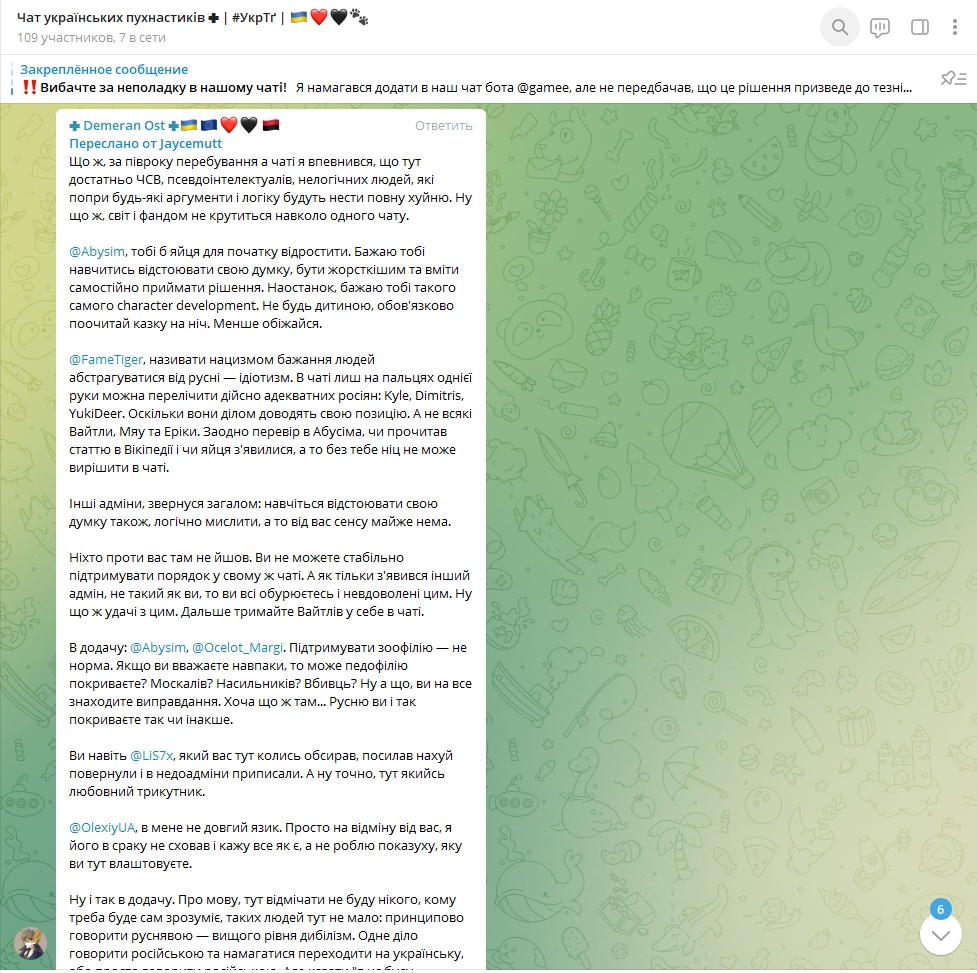 Чат українських пухнастиків ✚ | #УкрТґ | 🇺🇦❤️🖤🐾
109 участников, 7 в сети
Закреплённое сообщение
‼️Вибачте за неполадку в нашому чаті! Я намагався додати в наш чат бота @gamee, але не передбачав, що це рішення призведе до тезні...
✚ Demeran Ost ✚🇺🇦🇪🇺❤️🖤 Ответить
Переслано от Jaycemutt
Що ж, за півроку перебування а чаті я впевнився, що тут
достатньо ЧСВ, псевдоінтелектуалів, нелогічних людей, які
попри будь-які аргументи і логіку будуть нести повну хуйню. Ну
що ж, світ і фандом не крутиться навколо одного чату.
@Abysim, тобі б яйця для початку відростити. Бажаю тобі
навчитись відстоювати свою думку, бути жорсткішим та вміти
самостійно приймати рішення. Наостанок, бажаю тобі такого
самого character development. Не будь дитиною, обов'язково
поочитай казку на ніч. Менше обіжайся.
@FameTiger, називати нацизмом бажання людей
абстрагуватися від русні — ідіотизм. В чаті лиш на пальцях однієї
руки можна перелічити дійсно адекватних росіян: Kyle, Dimitris,
YukiDeer. Оскільки вони ділом доводять свою позицію. А не всякі
Вайтли, Мяу та Еріки. Заодно перевір в Абусіма, чи прочитав
статтю в Вікіпедії і чи яйця з'явилися, а то без тебе ніц не може
вирішити в чаті.
Інші адміни, звернуся загалом: навчіться відстоювати свою
думку також, логічно мислити, а то від вас сенсу майже нема.
Ніхто проти вас там не йшов. Ви не можете стабільно
підтримувати порядок у свому ж чаті. А як тільки з'явився інший
адмін, не такий як ви, то ви всі обурюєтесь і невдоволені цим. Ну
що ж удачі з цим. Дальше тримайте Вайтлів у себе в чаті.
В додачу: @Abysim, @Ocelot_Margi. Підтримувати зоофілію — не
норма. Якщо ви вважаєте навпаки, то може педофілію
покриваєте? Москалів? Насильників? Вбивць? Ну а що, ви на все
знаходите виправдання. Хоча що ж там... Русню ви і так
покриваєте так чи інакше.
Ви навіть @LiS7x, який вас тут колись обсирав, посилав нахуй
повернули і в недоадміни приписали. А ну точно, тут якийсь
любовний трикутник.
@OlexiyUA, в мене не довгий язик. Просто на відміну від вас, я
його в сраку не сховав і кажу все як є, а не роблю показуху, яку
ви тут влаштовуєте.
Ну і так в додачу. Про мову, тут відмічати не буду нікого, кому
треба буде сам зрозуміє, таких людей тут не мало: принципово
говорити руснявою — вищого рівня дибілізм. Одне діло
говорити російською та намагатися переходити на українську,
6